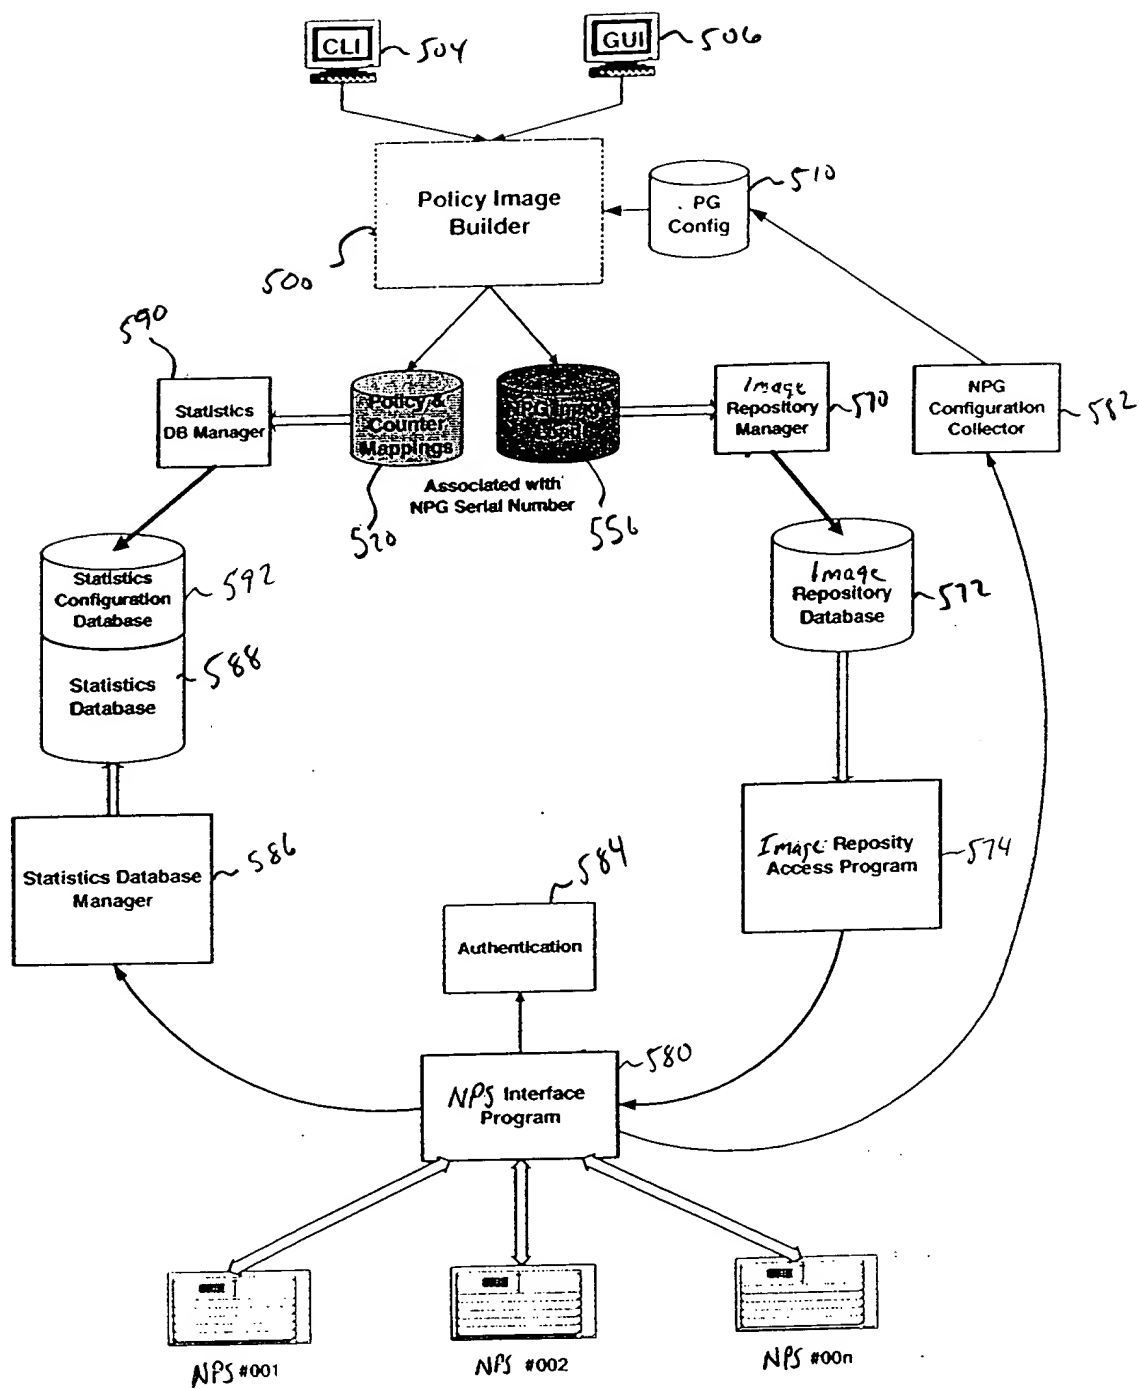 CLI
504
GUI
506
Policy Image
Builder
500
. PG
Config
510
590
Statistics
DB Manager
Policy &
Counter
Mappings
520
NPG Image
Load
556
Associated with
NPG Serial Number
Image
Repository
Manager
570
NPG
Configuration
Collector
582
Statistics
Configuration
Database
592
Statistics
Database
588
Image
Repository
Database
572
Statistics Database
Manager
586
584
Authentication
Image Reposity
Access Program
574
NPS Interface
Program
580
NPS #001
NPS #002
NPS #00n